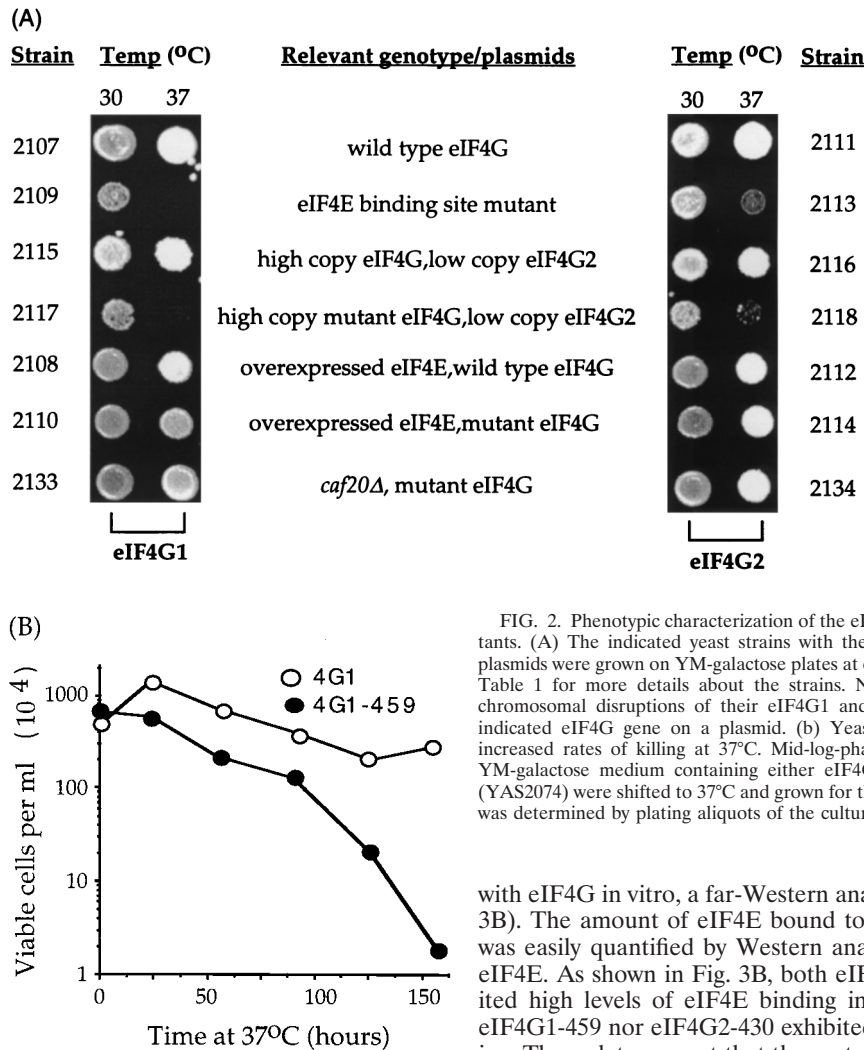 (A)
Strain Temp (ºC) Relevant genotype/plasmids Temp (ºC) Strain
30 37 30 37
2107 wild type eIF4G 2111
2109 eIF4E binding site mutant 2113
2115 high copy eIF4G,low copy eIF4G2 2116
2117 high copy mutant eIF4G,low copy eIF4G2 2118
2108 overexpressed eIF4E,wild type eIF4G 2112
2110 overexpressed eIF4E,mutant eIF4G 2114
2133 caf20Δ, mutant eIF4G 2134
eIF4G1 eIF4G2
(B)
Viable cells per ml (10 4)
1000
100
10
1
0 50 100 150
Time at 37ºC (hours)
4G1
4G1-459
FIG. 2. Phenotypic characterization of the eI
tants. (A) The indicated yeast strains with the
plasmids were grown on YM-galactose plates at
Table 1 for more details about the strains. N
chromosomal disruptions of their eIF4G1 and
indicated eIF4G gene on a plasmid. (b) Yeas
increased rates of killing at 37°C. Mid-log-pha
YM-galactose medium containing either eIF4G
(YAS2074) were shifted to 37°C and grown for t
was determined by plating aliquots of the cultur
with eIF4G in vitro, a far-Western ana
3B). The amount of eIF4E bound to
was easily quantified by Western ana
eIF4E. As shown in Fig. 3B, both eIF
ited high levels of eIF4E binding in
eIF4G1-459 nor eIF4G2-430 exhibited